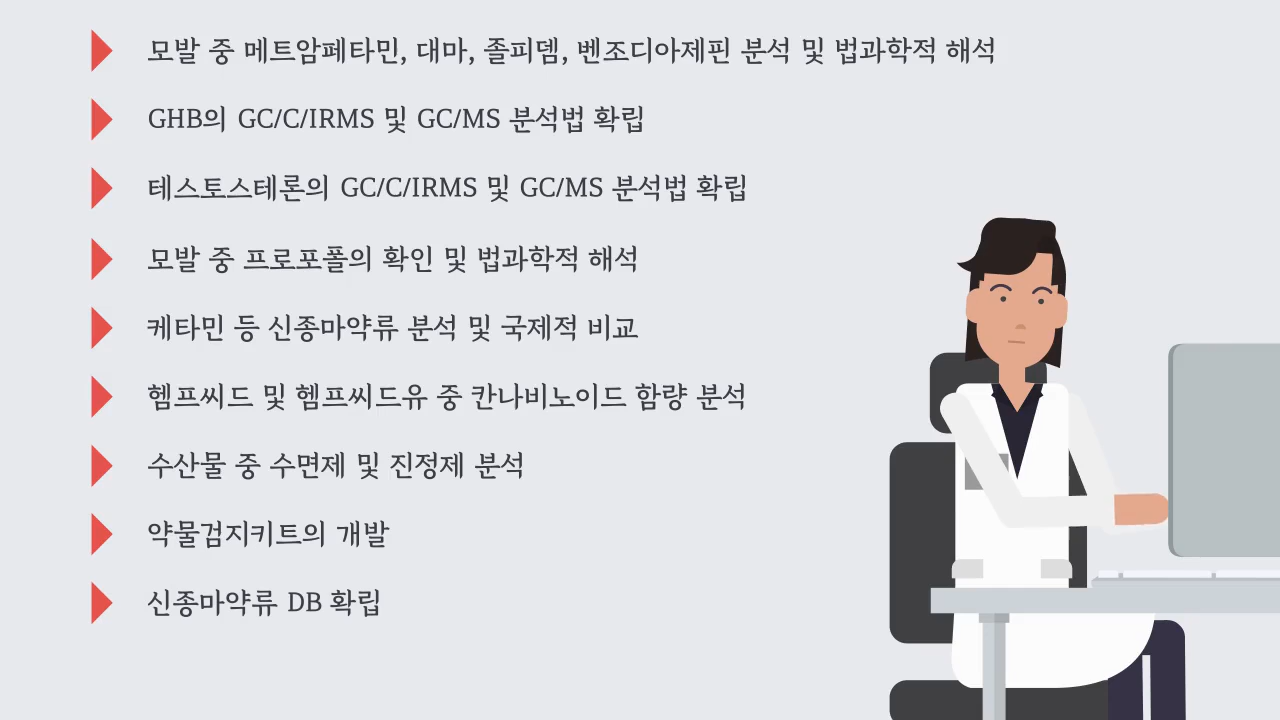 모발 중 메트암페타민, 대마, 졸피뎀, 벤조디아제핀 분석 및 법과학적 해석
GHB의 GC/C/IRMS 및 GC/MS 분석법 확립
테스토스테론의 GC/C/IRMS 및 GC/MS 분석법 확립
모발 중 프로포폴의 확인 및 법과학적 해석
케타민 등 신종마약류 분석 및 국제적 비교
헴프씨드 및 헴프씨드유 중 칸나비노이드 함량 분석
수산물 중 수면제 및 진정제 분석
약물검지키트의 개발
신종마약류 DB 확립